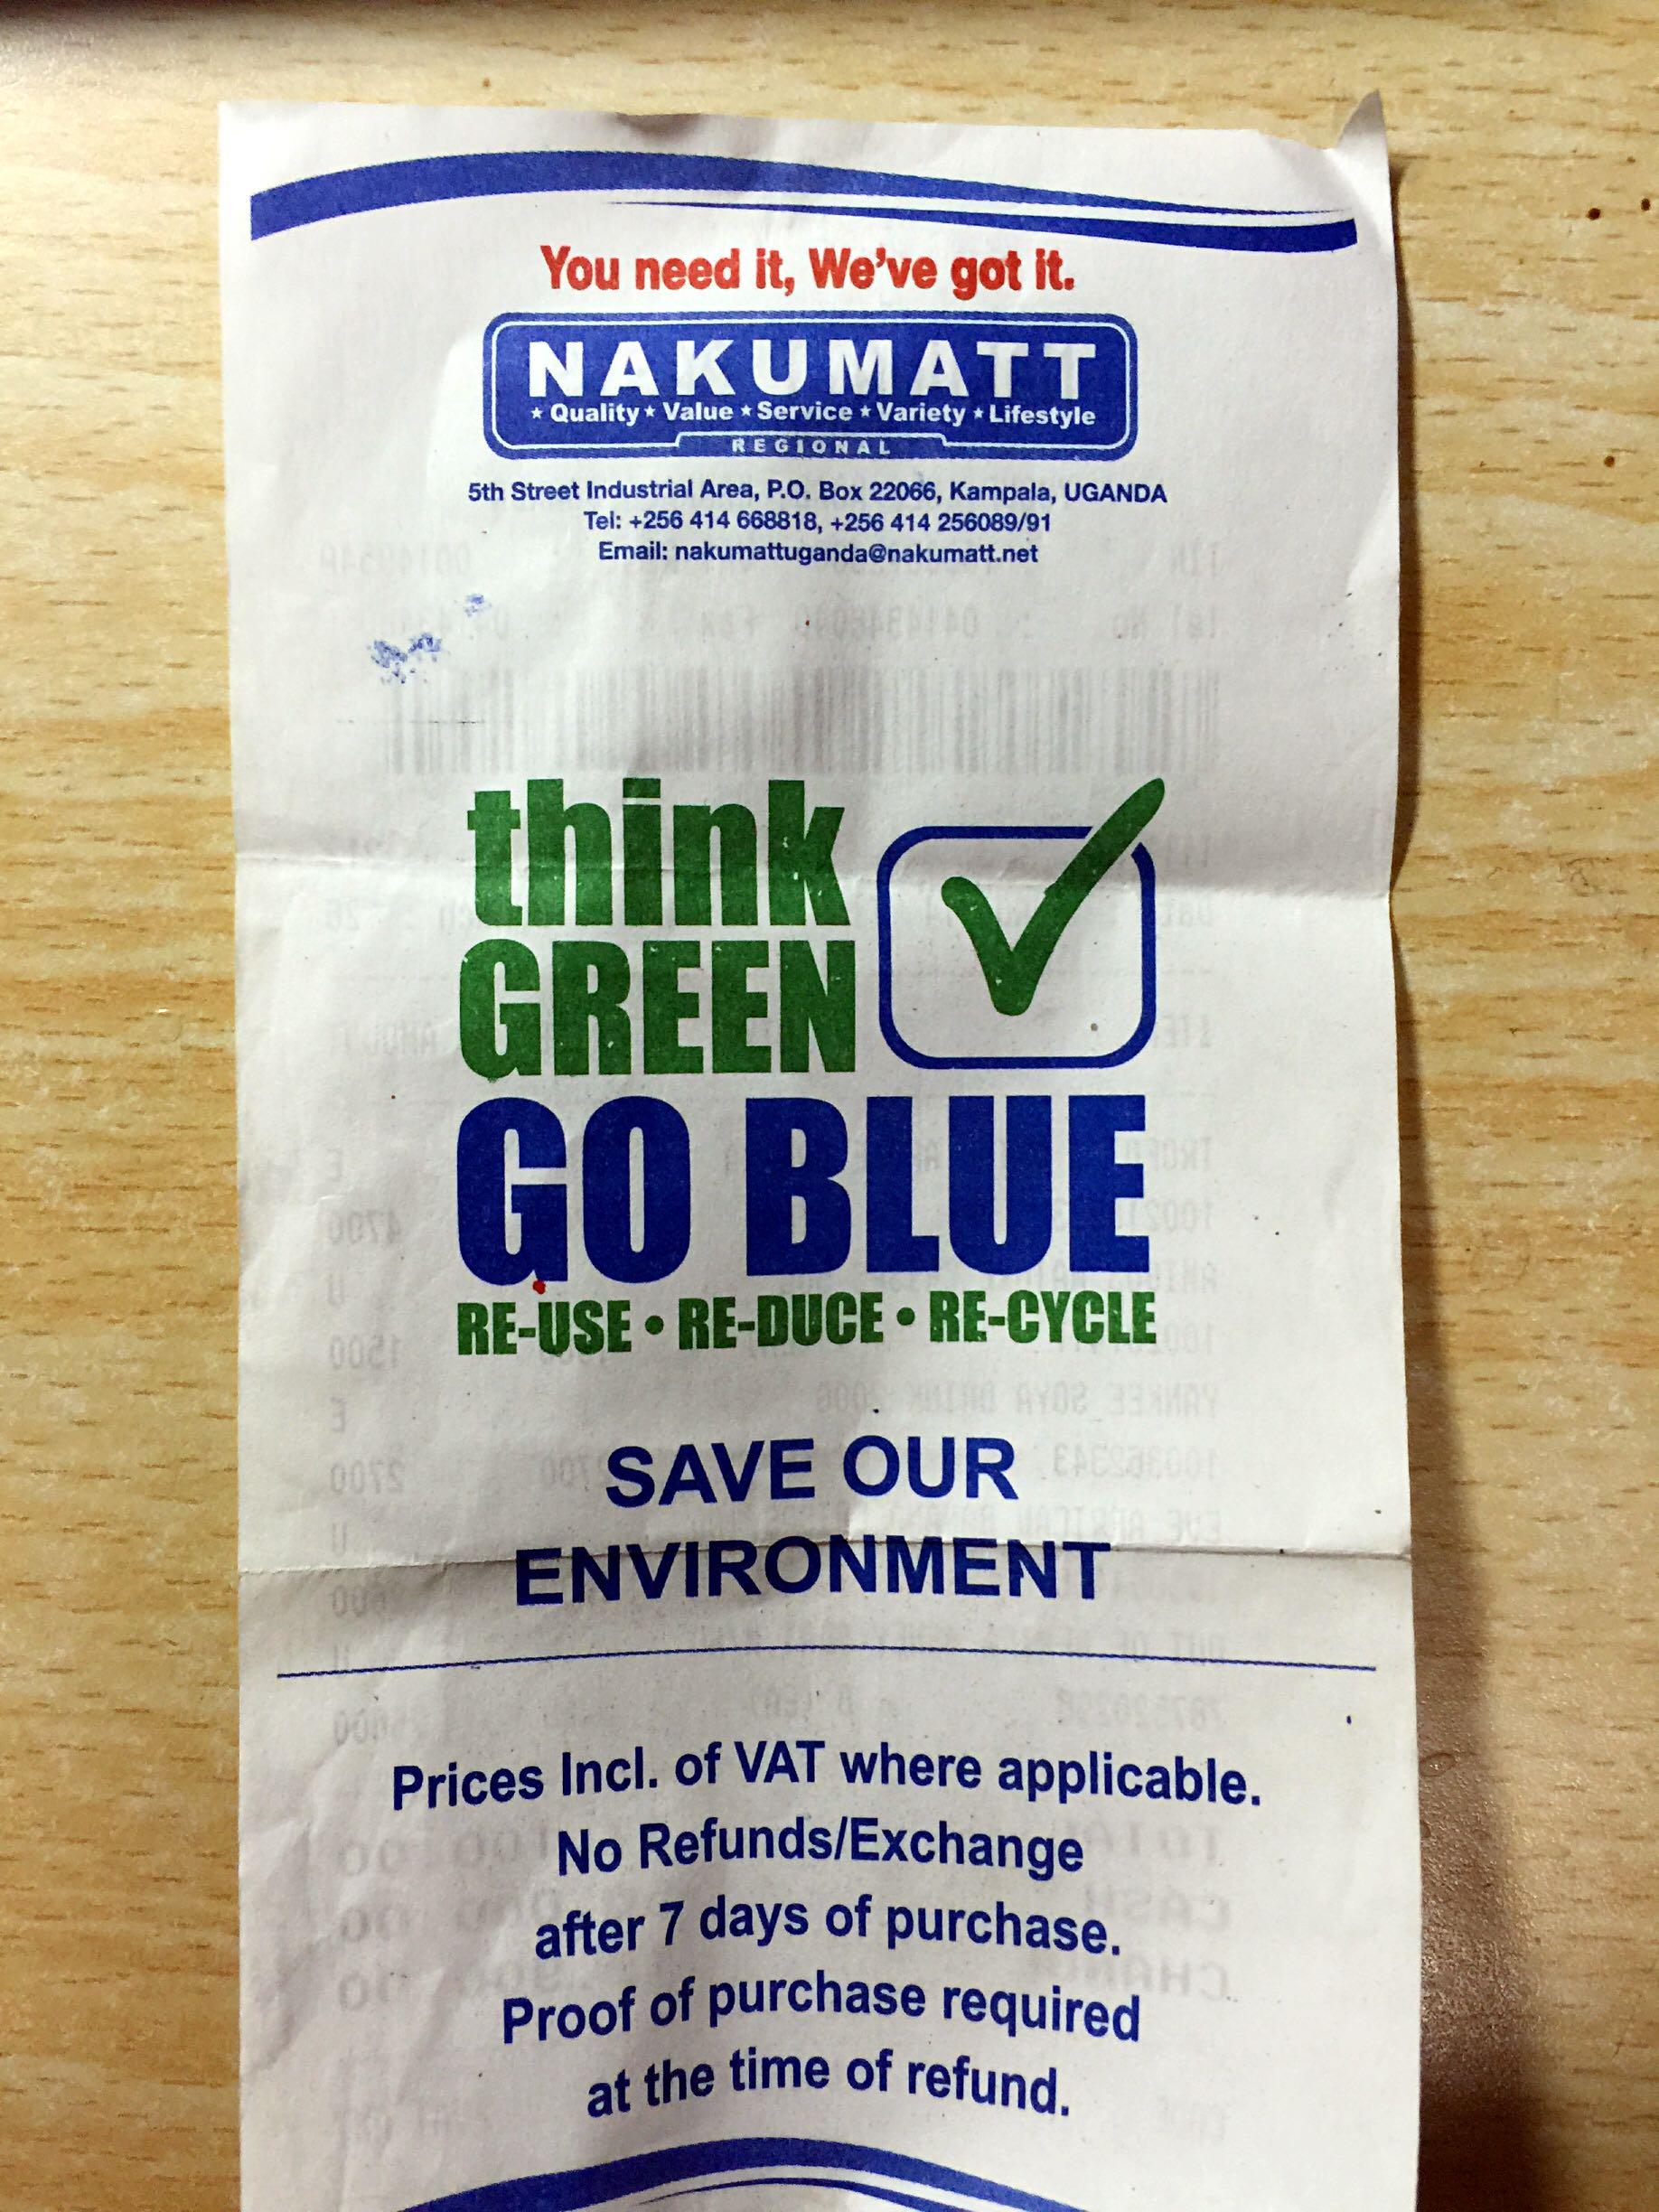 You need it, We've got it.
NAKUMATT
★ Quality ★ Value ★ Service ★ Variety ★ Lifestyle
REGIONAL
5th Street Industrial Area, P.O. Box 22066, Kampala, UGANDA
Tel: +256 414 668818, +256 414 256089/91
Email: nakumattuganda@nakumatt.net
think
GREEN
GO BLUE
RE-USE • RE-DUCE • RE-CYCLE
SAVE OUR
ENVIRONMENT
Prices Incl. of VAT where applicable.
No Refunds/Exchange
after 7 days of purchase.
Proof of purchase required
at the time of refund.